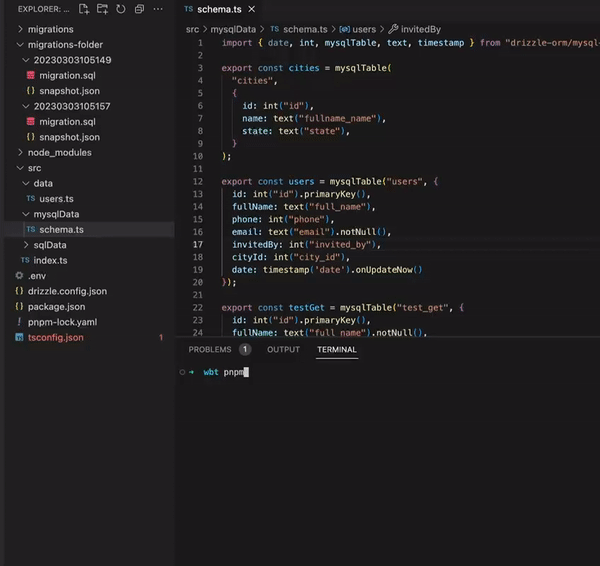 EXPLORER: ...
migrations
migrations-folder
20230303105149
migration.sql
{} snapshot.json
20230303105157
migration.sql
{} snapshot.json
node_modules
src
data
TS users.ts
mysqlData
TS schema.ts
sqlData
TS index.ts
.env
{} drizzle.config.json
{} package.json
! pnpm-lock.yaml
tsconfig.json 1
TS schema.ts ×
src > mysqlData > TS schema.ts > users > invitedBy
1 import { date, int, mysqlTable, text, timestamp } from "drizzle-orm/mysql-
2
3 export const cities = mysqlTable(
4 "cities",
5 {
6 id: int("id"),
7 name: text("fullname_name"),
8 state: text("state"),
9 }
10 );
11
12 export const users = mysqlTable("users", {
13 id: int("id").primaryKey(),
14 fullName: text("full_name"),
15 phone: int("phone"),
16 email: text("email").notNull(),
17 invitedBy: int("invited_by"),
18 cityId: int("city_id"),
19 date: timestamp('date').onUpdateNow()
20 });
21
22 export const testGet = mysqlTable("test_get", {
23 id: int("id").primaryKey(),
24 fullName: text("full_name").notNull(),
PROBLEMS 1 OUTPUT TERMINAL
➜ wbt pnpm